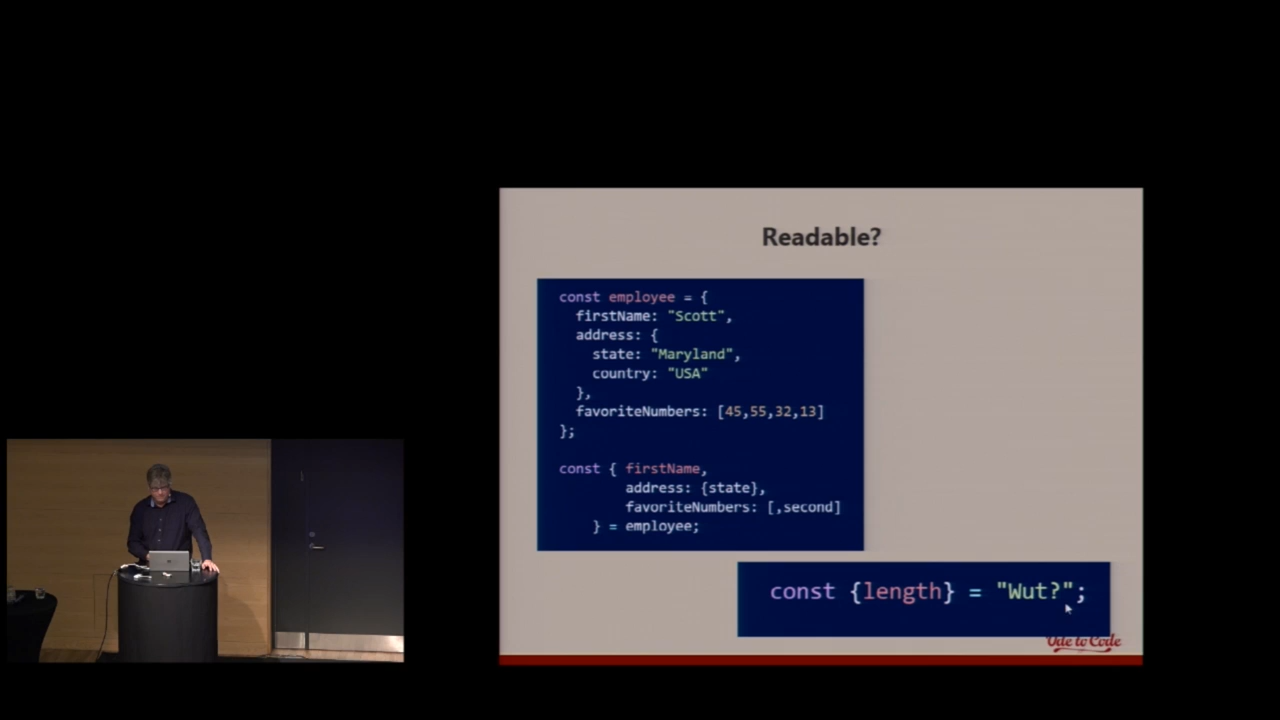 Readable?
const employee = {
firstName: "Scott",
address: {
state: "Maryland",
country: "USA"
},
favoriteNumbers: [45,55,32,13]
};
const { firstName,
address: {state},
favoriteNumbers: [,second]
} = employee;
const {length} = "Wut?";
Ode to Code